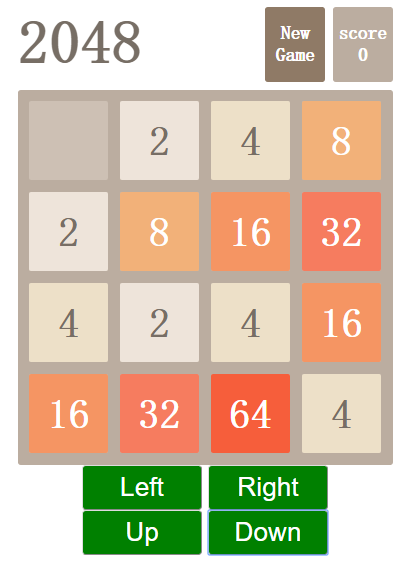 2048
New
Game
score
0
2 4 8
2 8 16 32
4 2 4 16
16 32 64 4
Left Right
Up Down